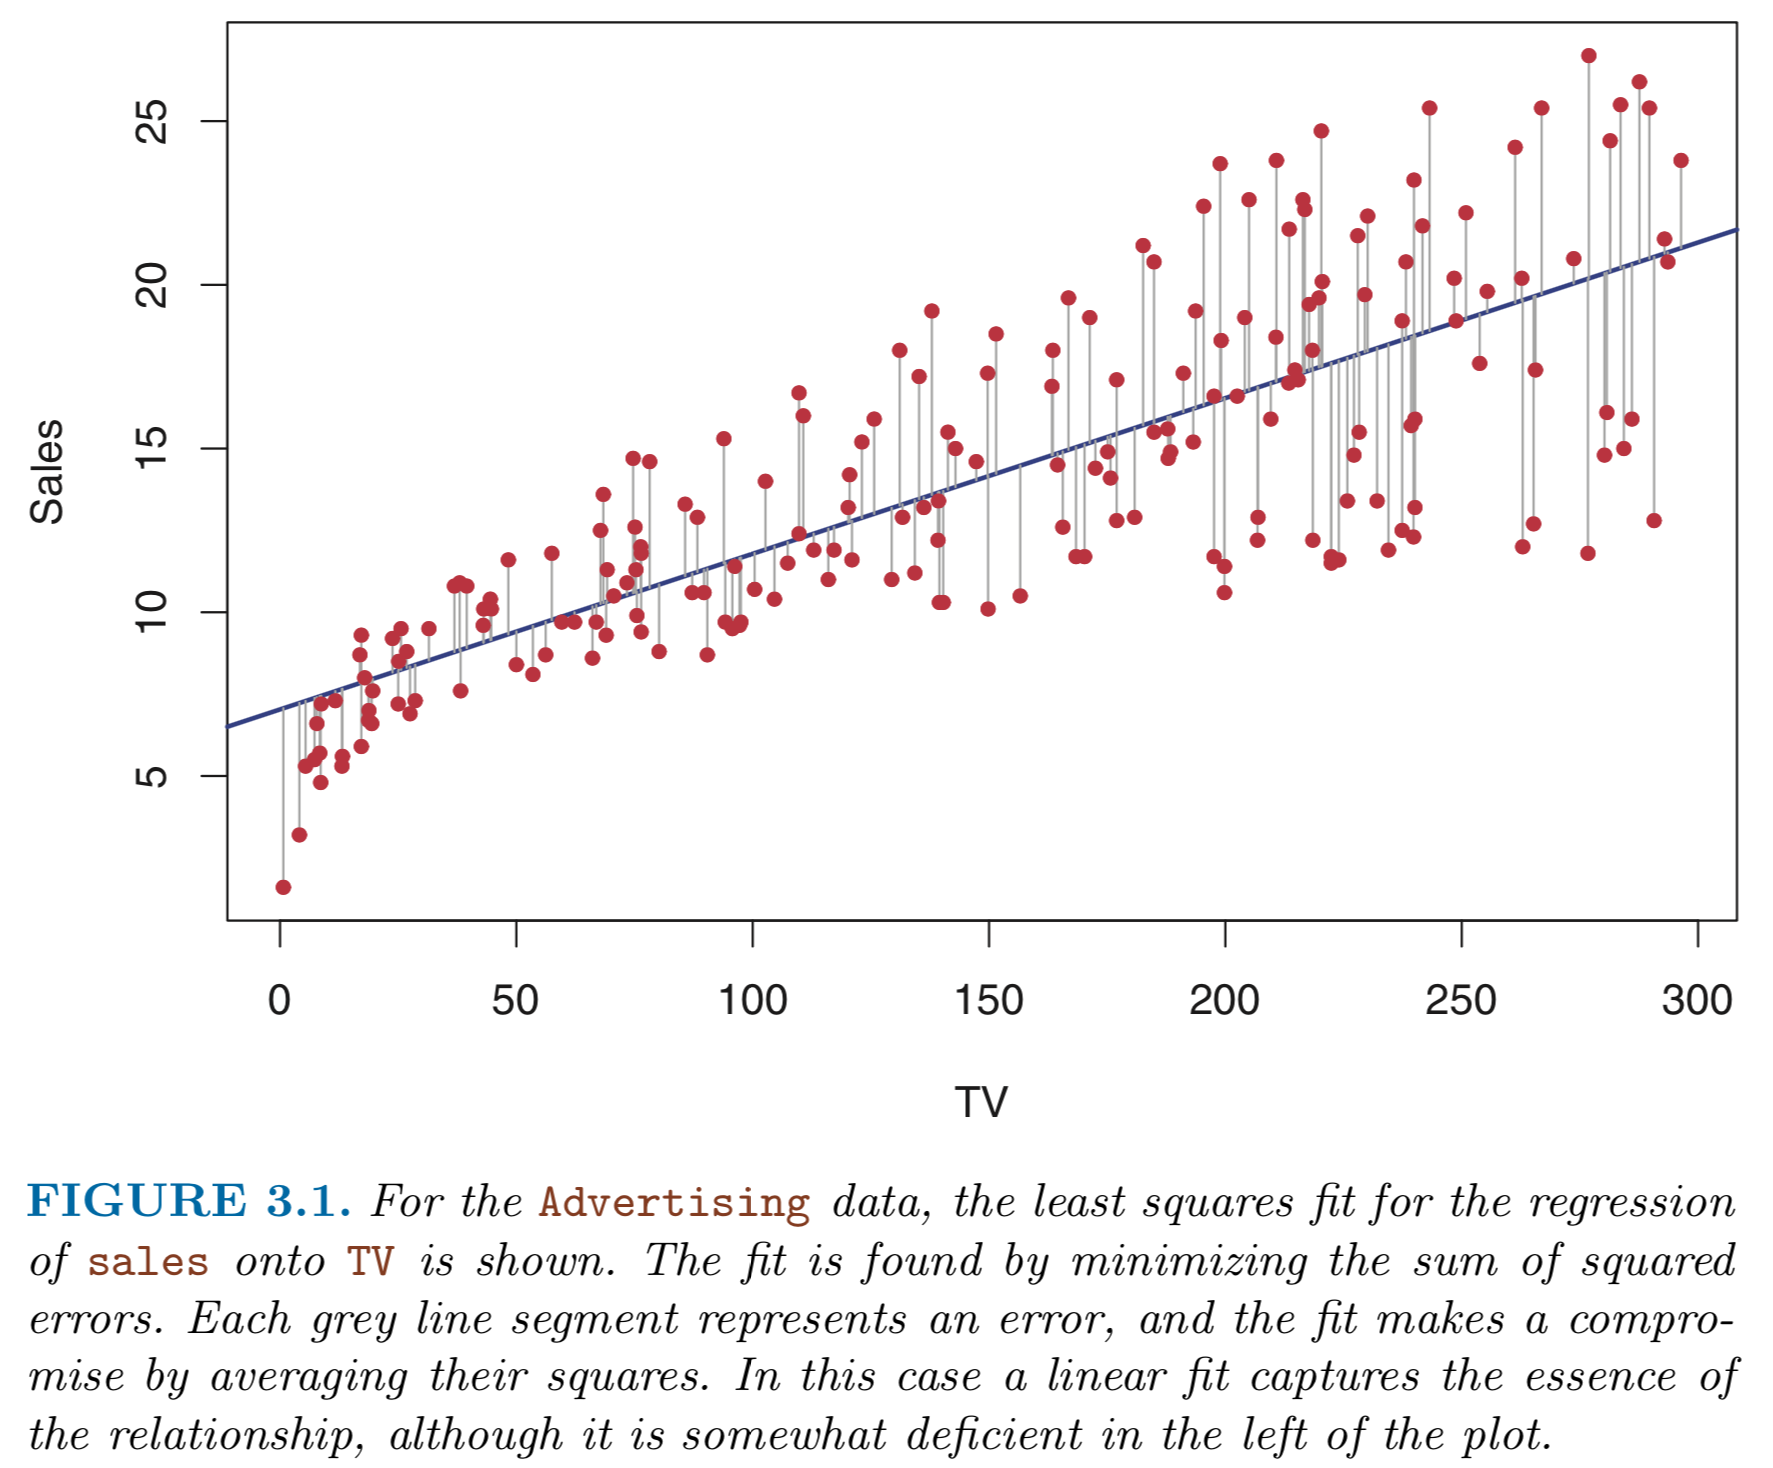 25
20
15
10
5
Sales
0 50 100 150 200 250 300
TV
FIGURE 3.1. For the Advertising data, the least squares fit for the regression
of sales onto TV is shown. The fit is found by minimizing the sum of squared
errors. Each grey line segment represents an error, and the fit makes a compro-
mise by averaging their squares. In this case a linear fit captures the essence of
the relationship, although it is somewhat deficient in the left of the plot.